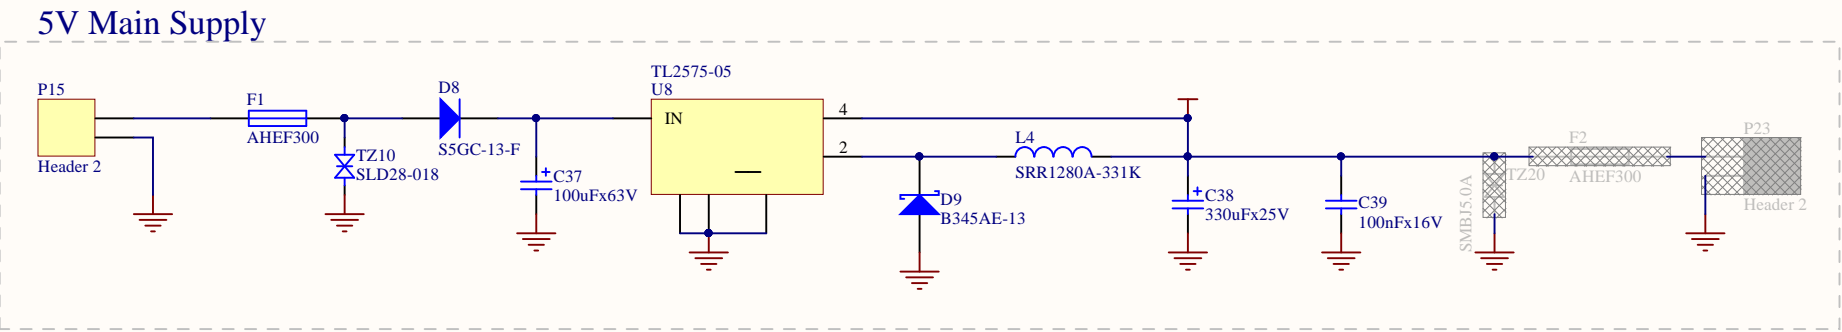 5V Main Supply
P15
Header 2
F1
AHEF300
TZ10
SLD28-018
D8
S5GC-13-F
+
C37
100uFx63V
TL2575-05
U8
IN
4
2
D9
B345AE-13
L4
SRR1280A-331K
+
C38
330uFx25V
C39
100nFx16V
SMBJ5.0A
TZ20
F2
AHEF300
P23
Header 2